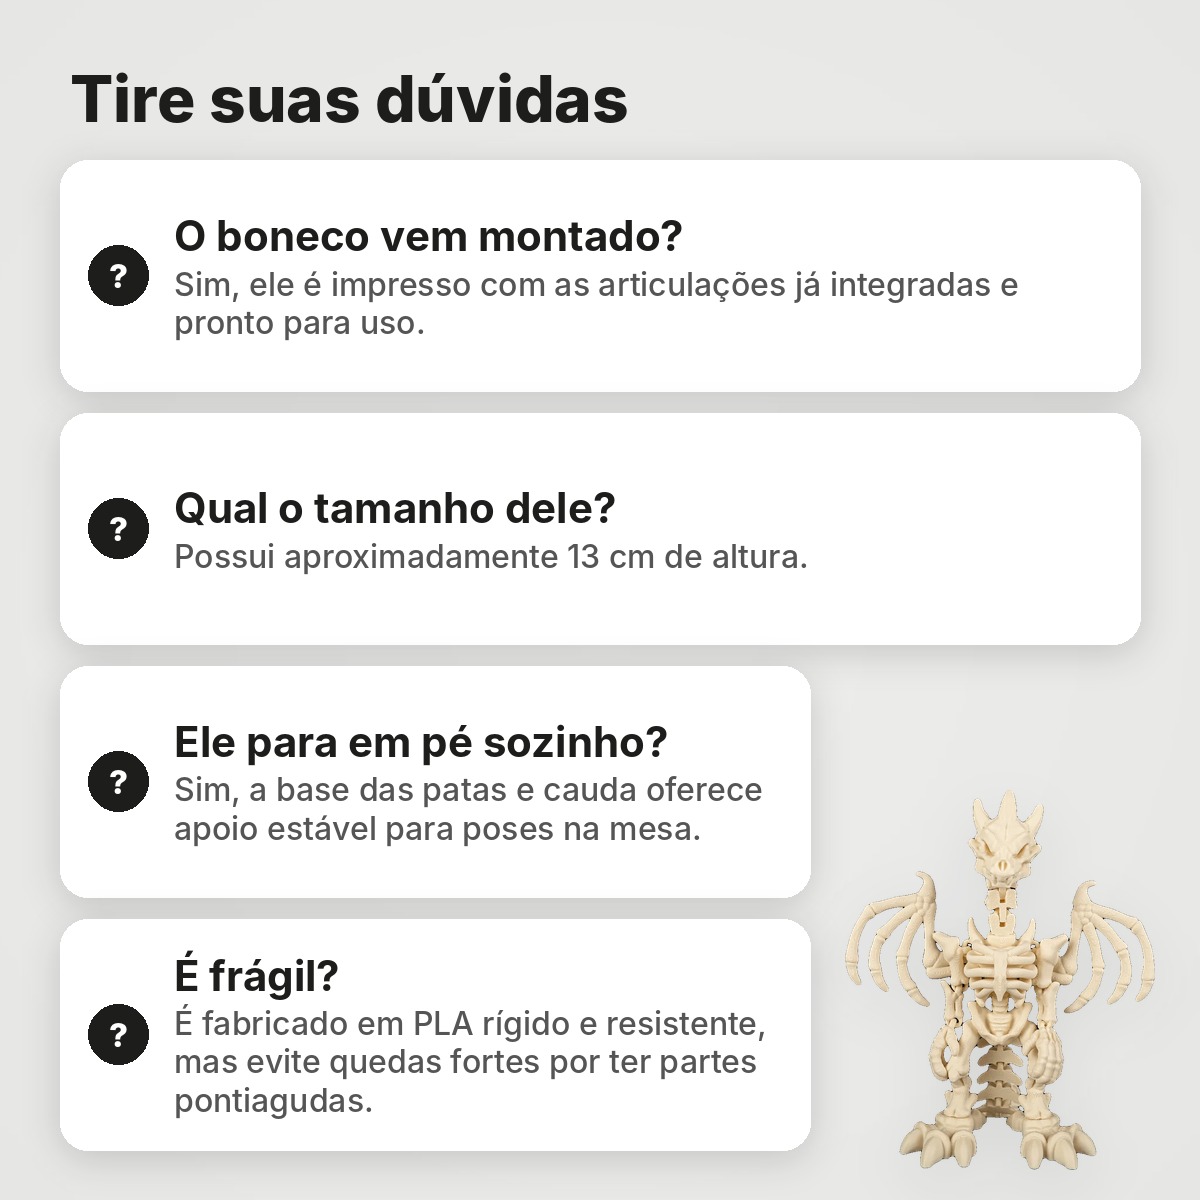 Tire suas dúvidas
?
O boneco vem montado?
Sim, ele é impresso com as articulações já integradas e
pronto para uso.
?
Qual o tamanho dele?
Possui aproximadamente 13 cm de altura.
?
Ele para em pé sozinho?
Sim, a base das patas e cauda oferece
apoio estável para poses na mesa.
?
É frágil?
É fabricado em PLA rígido e resistente,
mas evite quedas fortes por ter partes
pontiagudas.